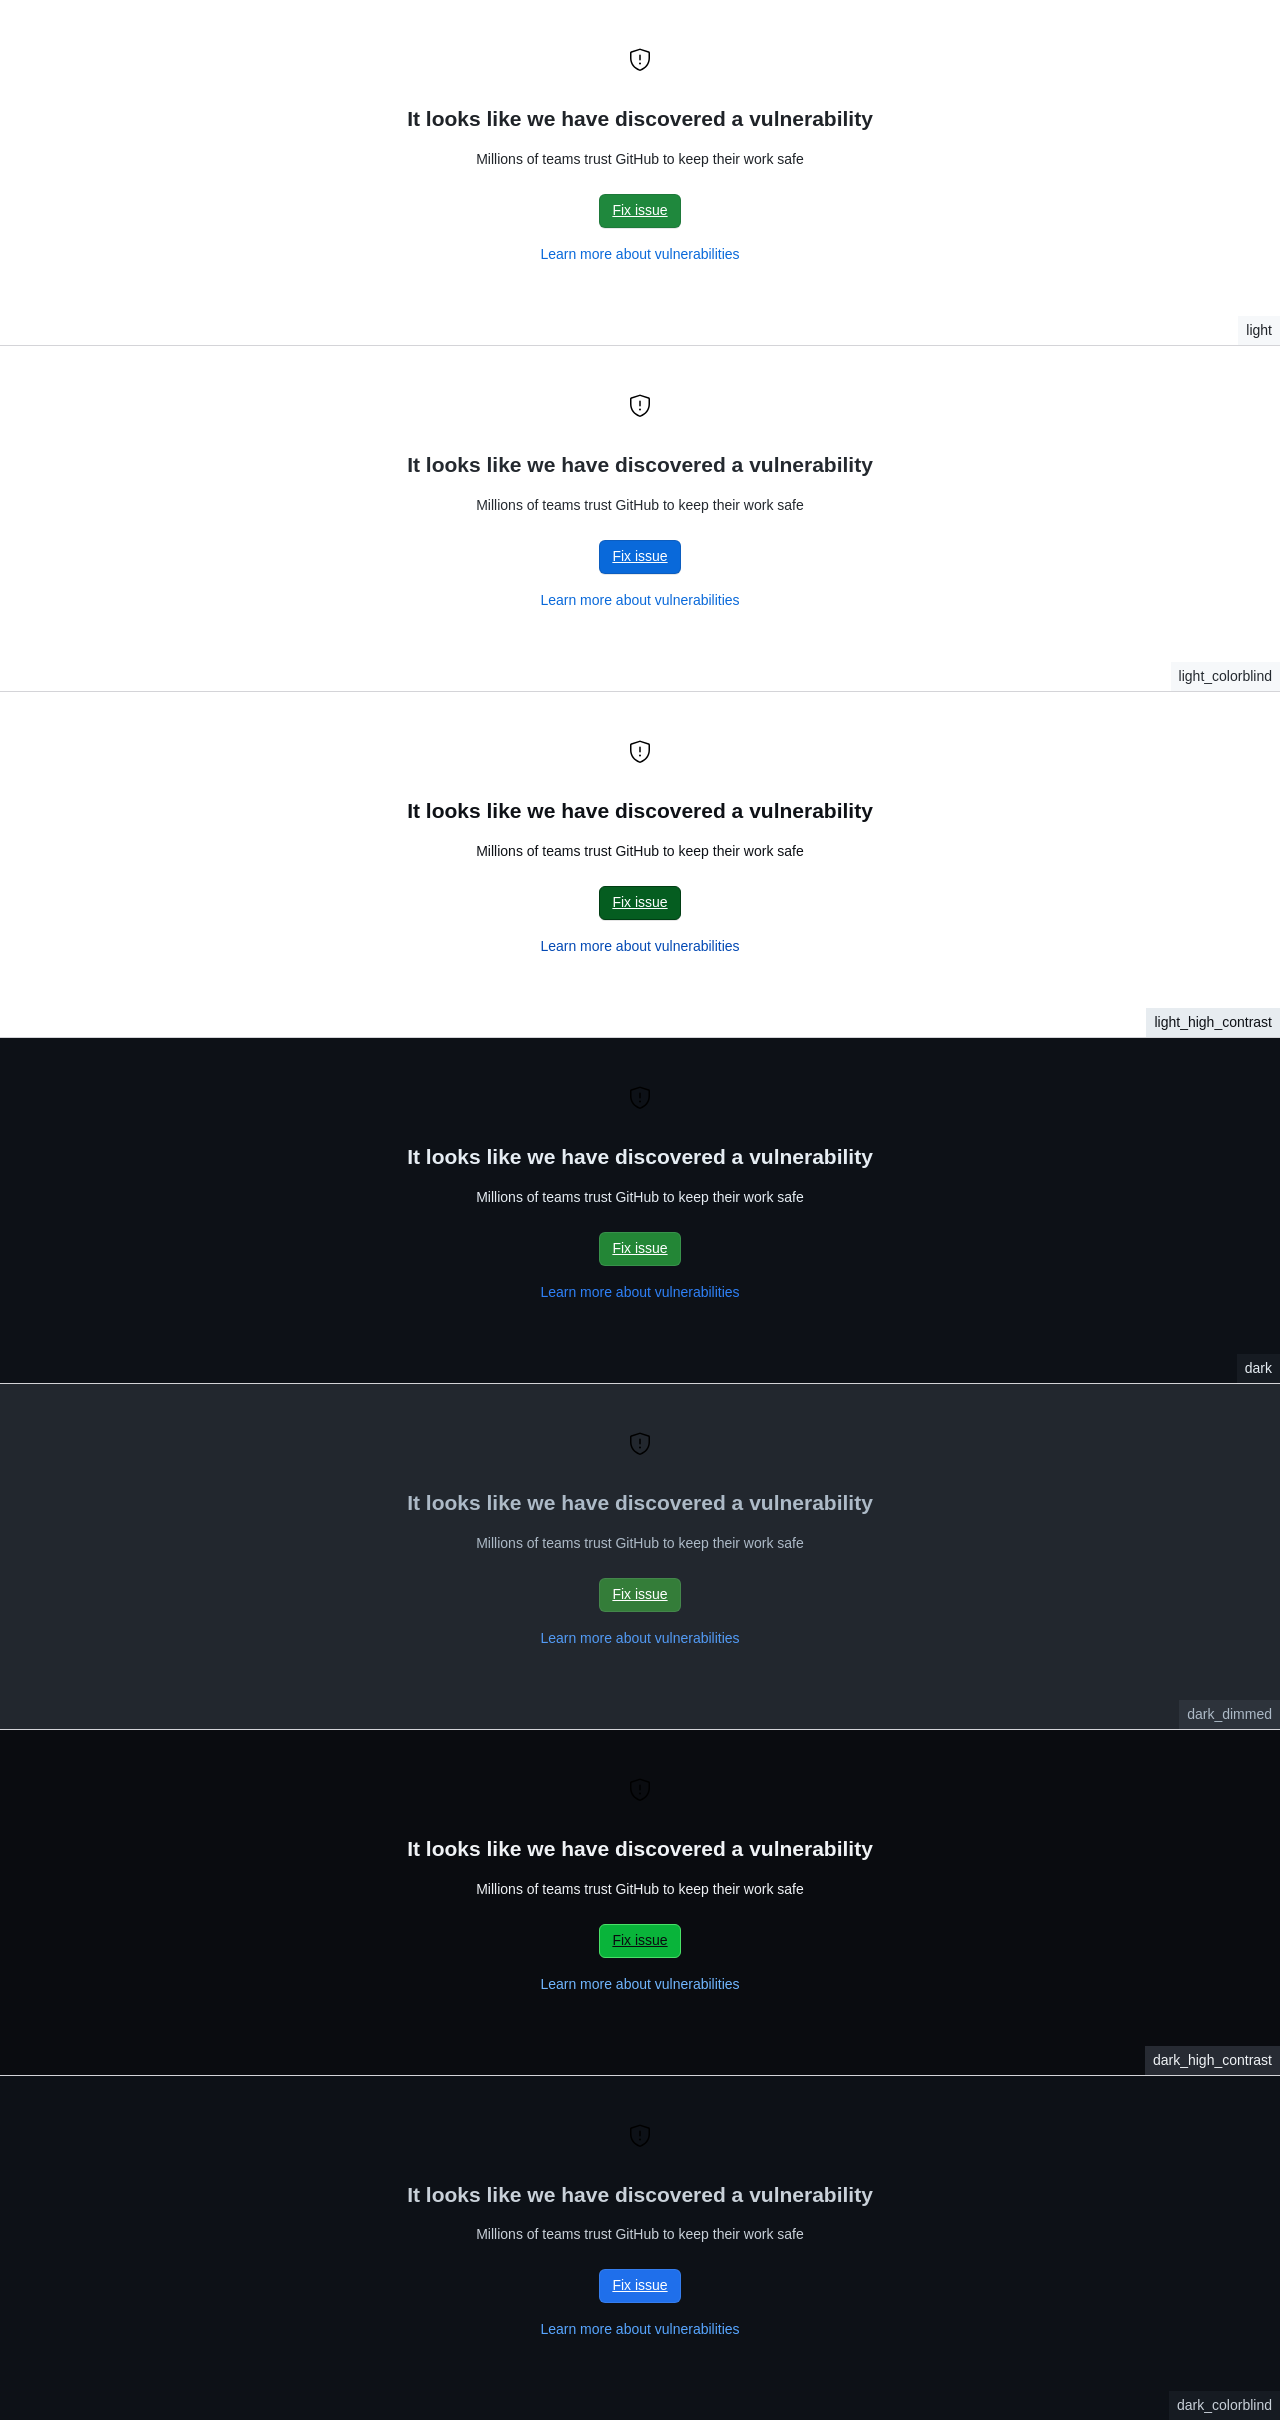 It looks like we have discovered a vulnerability
Millions of teams trust GitHub to keep their work safe
Fix issue
Learn more about vulnerabilities
light
It looks like we have discovered a vulnerability
Millions of teams trust GitHub to keep their work safe
Fix issue
Learn more about vulnerabilities
light_colorblind
It looks like we have discovered a vulnerability
Millions of teams trust GitHub to keep their work safe
Fix issue
Learn more about vulnerabilities
light_high_contrast
It looks like we have discovered a vulnerability
Millions of teams trust GitHub to keep their work safe
Fix issue
Learn more about vulnerabilities
dark
It looks like we have discovered a vulnerability
Millions of teams trust GitHub to keep their work safe
Fix issue
Learn more about vulnerabilities
dark_dimmed
It looks like we have discovered a vulnerability
Millions of teams trust GitHub to keep their work safe
Fix issue
Learn more about vulnerabilities
dark_high_contrast
It looks like we have discovered a vulnerability
Millions of teams trust GitHub to keep their work safe
Fix issue
Learn more about vulnerabilities
dark_colorblind